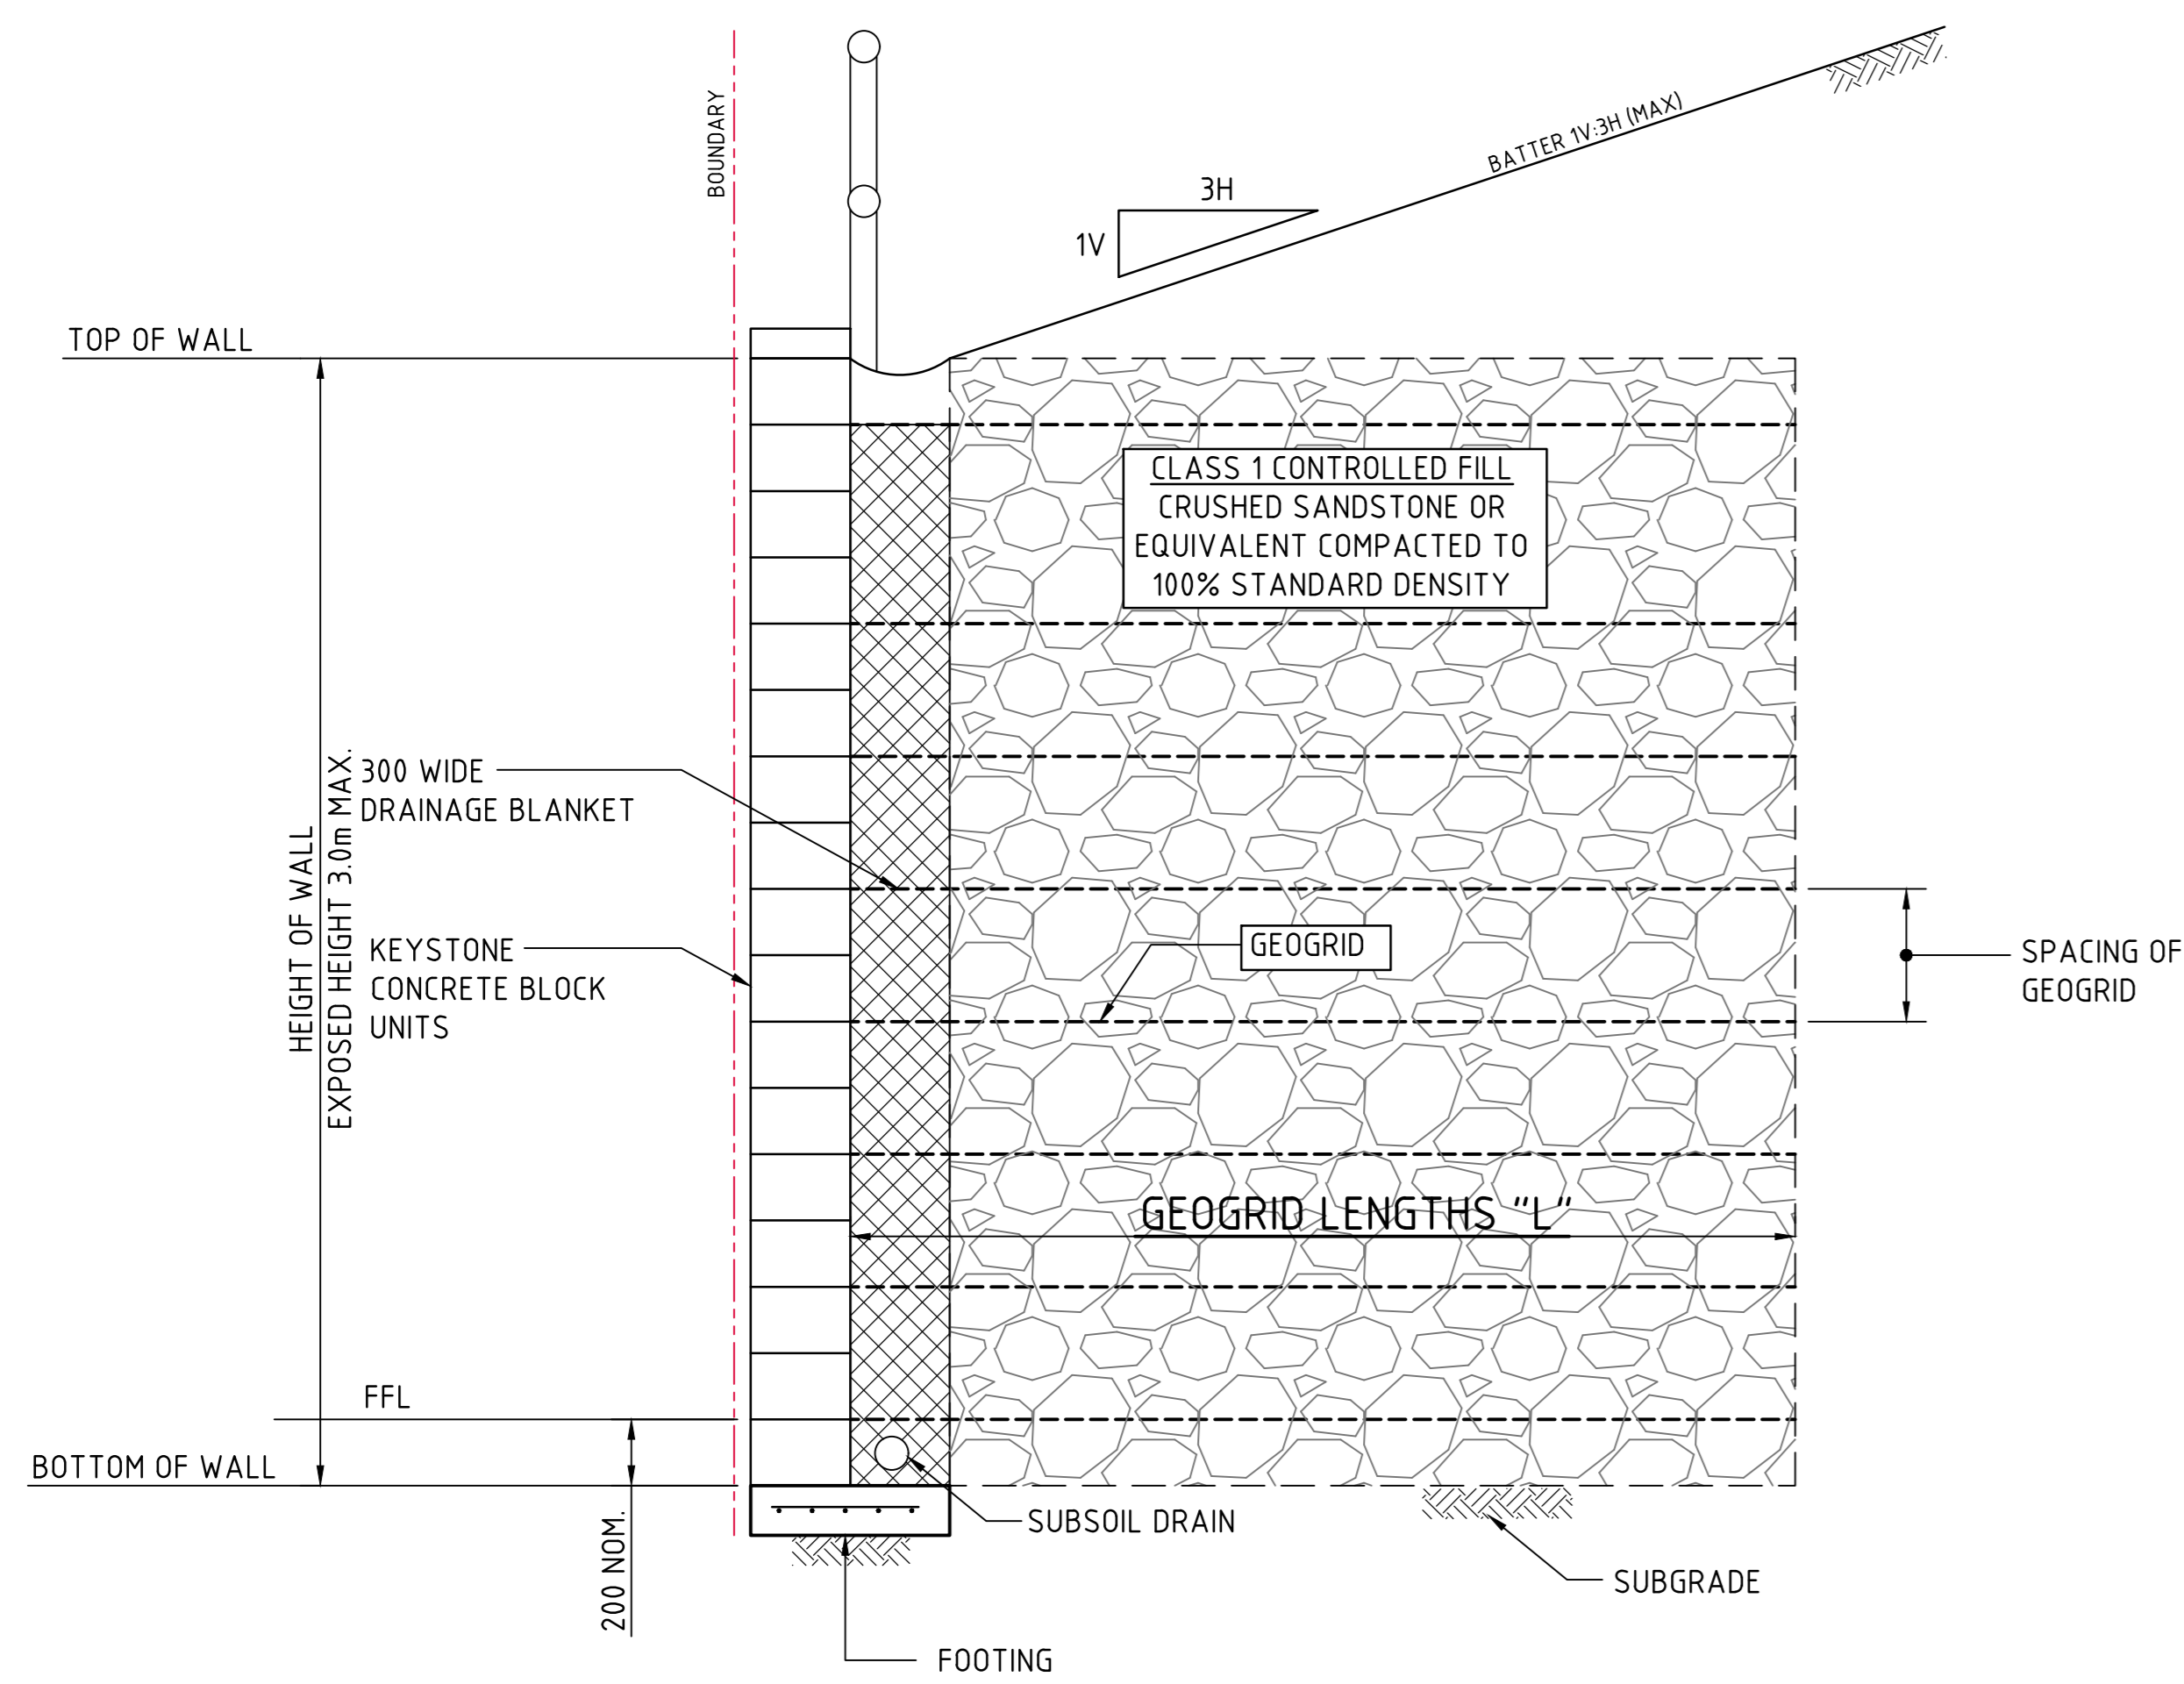 BOUNDARY
BATTER 1V:3H (MAX)
3H
1V
TOP OF WALL
CLASS 1 CONTROLLED FILL
CRUSHED SANDSTONE OR
EQUIVALENT COMPACTED TO
100% STANDARD DENSITY
HEIGHT OF WALL
EXPOSED HEIGHT 3.0m MAX.
300 WIDE
DRAINAGE BLANKET
KEYSTONE
CONCRETE BLOCK
UNITS
GEOGRID
SPACING OF
GEOGRID
GEOGRID LENGTHS "L"
FFL
BOTTOM OF WALL
200 NOM.
SUBSOIL DRAIN
SUBGRADE
FOOTING